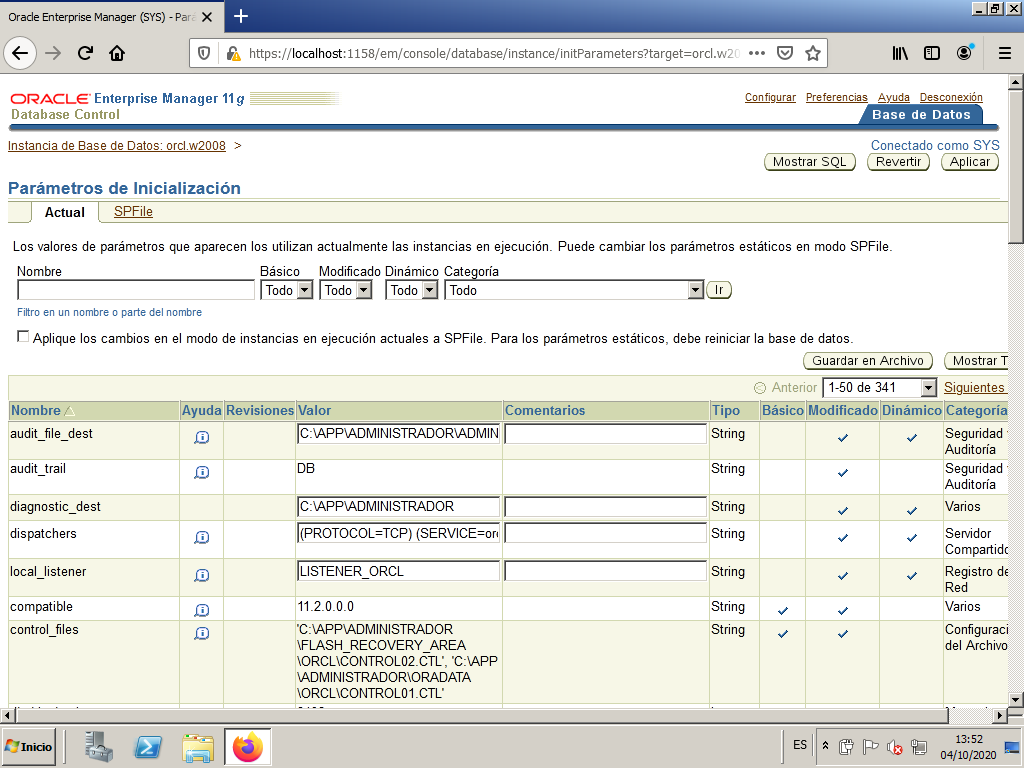 Oracle Enterprise Manager (SYS) - Par
https://localhost:1158/em/console/database/instance/initParameters?target=orcl.w20
ORACLE Enterprise Manager 11g
Database Control
Configurar Preferencias Ayuda Desconexión
Base de Datos
Instancia de Base de Datos: orcl.w2008 >
Conectado como SYS
Mostrar SQL Revertir Aplicar
Parámetros de Inicialización
Actual SPFile
Los valores de parámetros que aparecen los utilizan actualmente las instancias en ejecución. Puede cambiar los parámetros estáticos en modo SPFile.
Nombre Básico Modificado Dinámico Categoría
Todo Todo Todo Todo Ir
Filtro en un nombre o parte del nombre
Aplique los cambios en el modo de instancias en ejecución actuales a SPFile. Para los parámetros estáticos, debe reiniciar la base de datos.
Guardar en Archivo Mostrar T
Anterior 1-50 de 341 Siguientes
Nombre Ayuda Revisiones Valor Comentarios Tipo Básico Modificado Dinámico Categoría
audit_file_dest C:\APP\ADMINISTRADOR\ADMIN String Seguridad
Auditoría
audit_trail DB String Seguridad
Auditoría
diagnostic_dest C:\APP\ADMINISTRADOR String Varios
dispatchers (PROTOCOL=TCP) (SERVICE=orc String Servidor
Compartido
local_listener LISTENER_ORCL String Registro de
Red
compatible 11.2.0.0.0 String Varios
control_files 'C:\APP\ADMINISTRADOR String Configuraci
\FLASH_RECOVERY_AREA del Archivo
\ORCL\CONTROL02.CTL', 'C:\APP
\ADMINISTRADOR\ORADATA
\ORCL\CONTROL01.CTL'
Inicio
ES
13:52
04/10/2020